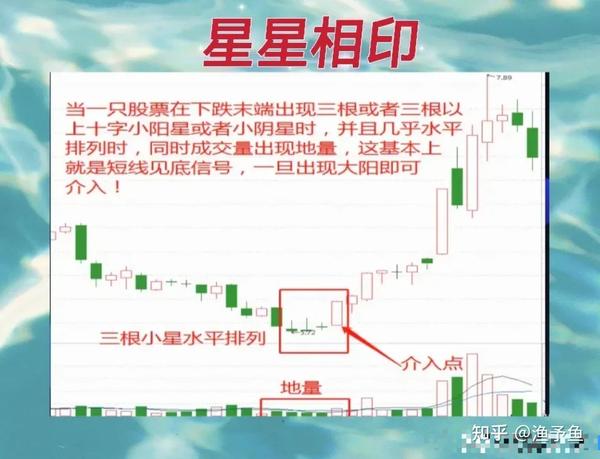 星星相印
7.89
当一只股票在下跌末端出现三根或者三根以
上十字小阳星或者小阴星时，并且几乎水平
排列时，同时成交量出现地量，这基本上
就是短线见底信号，一旦出现大阳即可
介入！
3.72
三根小星水平排列
介入点
地量
知乎 @渔予鱼